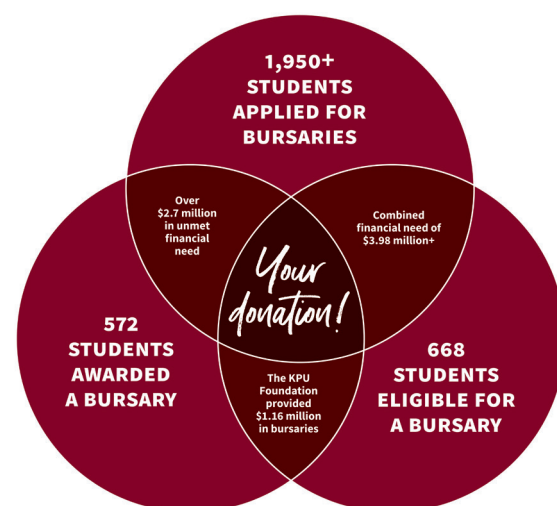 1,950+
STUDENTS
APPLIED FOR
BURSARIES
Over
$2.7 million
in unmet
financial
need
Combined
financial need of
$3.98 million+
Your
donation!
572
STUDENTS
AWARDED
A BURSARY
668
STUDENTS
ELIGIBLE FOR
A BURSARY
The KPU
Foundation
provided
$1.16 million
in bursaries